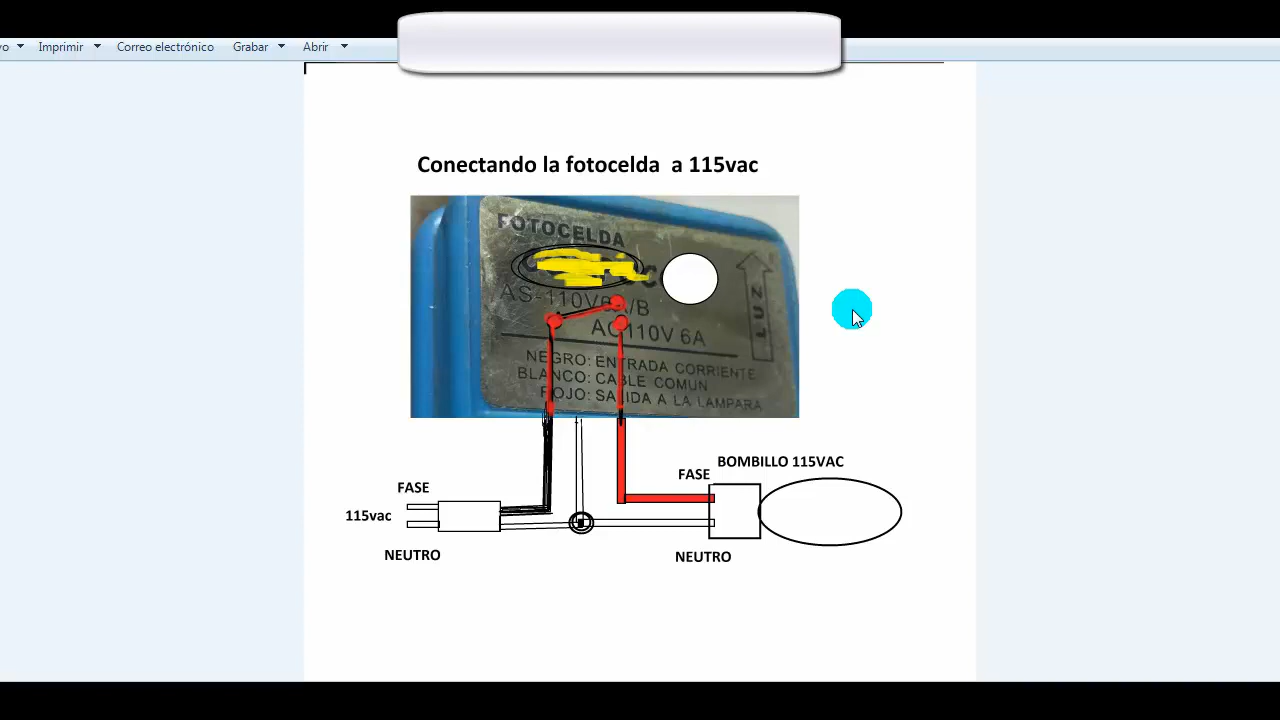 Imprimir
Correo electrónico
Grabar
Abrir
Conectando la fotocelda a 115vac
FOTOCELDA
LUZ
AC110V 6A
NEGRO: ENTRADA CORRIENTE
BLANCO: CABLE COMUN
ROJO: SALIDA A LA LAMPARA
BOMBILLO 115VAC
FASE
FASE
115vac
NEUTRO
NEUTRO